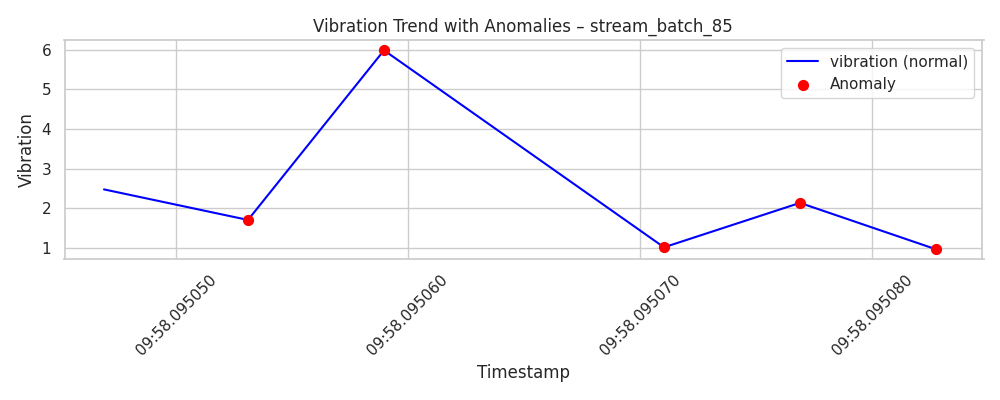 Vibration Trend with Anomalies – stream_batch_85
vibration (normal)
Anomaly
Vibration
6
5
4
3
2
1
09:58.095050
09:58.095060
09:58.095070
09:58.095080
Timestamp